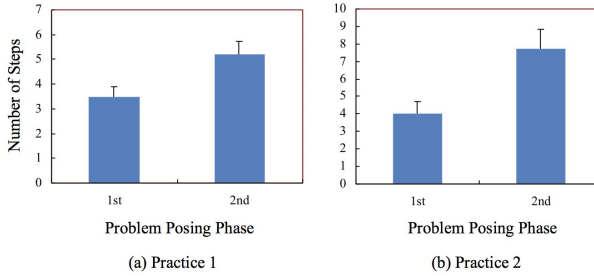 7
6
5
4
3
2
1
0
Number of Steps
1st 2nd
Problem Posing Phase
(a) Practice 1
10
9
8
7
6
5
4
3
2
1
0
1st 2nd
Problem Posing Phase
(b) Practice 2